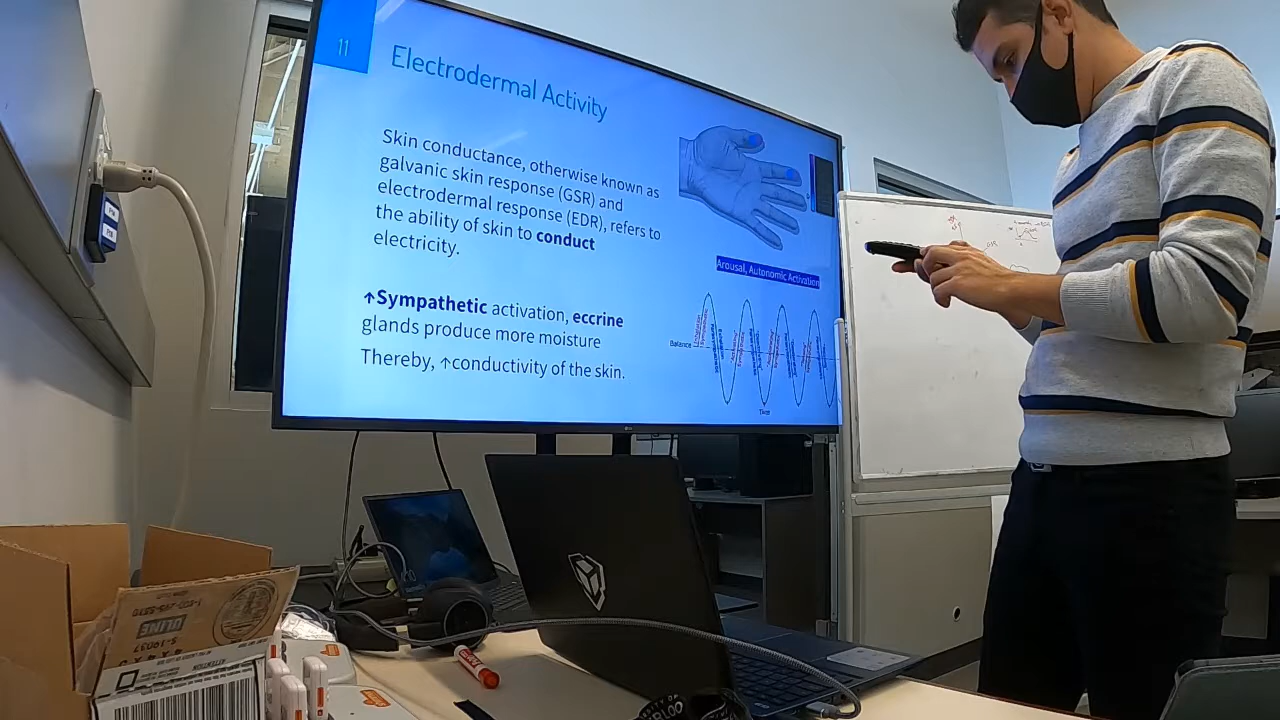 11
Electrodermal Activity
Skin conductance, otherwise known as
galvanic skin response (GSR) and
electrodermal response (EDR), refers to
the ability of skin to conduct
electricity.
↑Sympathetic activation, eccrine
glands produce more moisture
Thereby, ↑conductivity of the skin.
Arousal, Autonomic Activation
Balance
Time
ULINE
ATTENTION